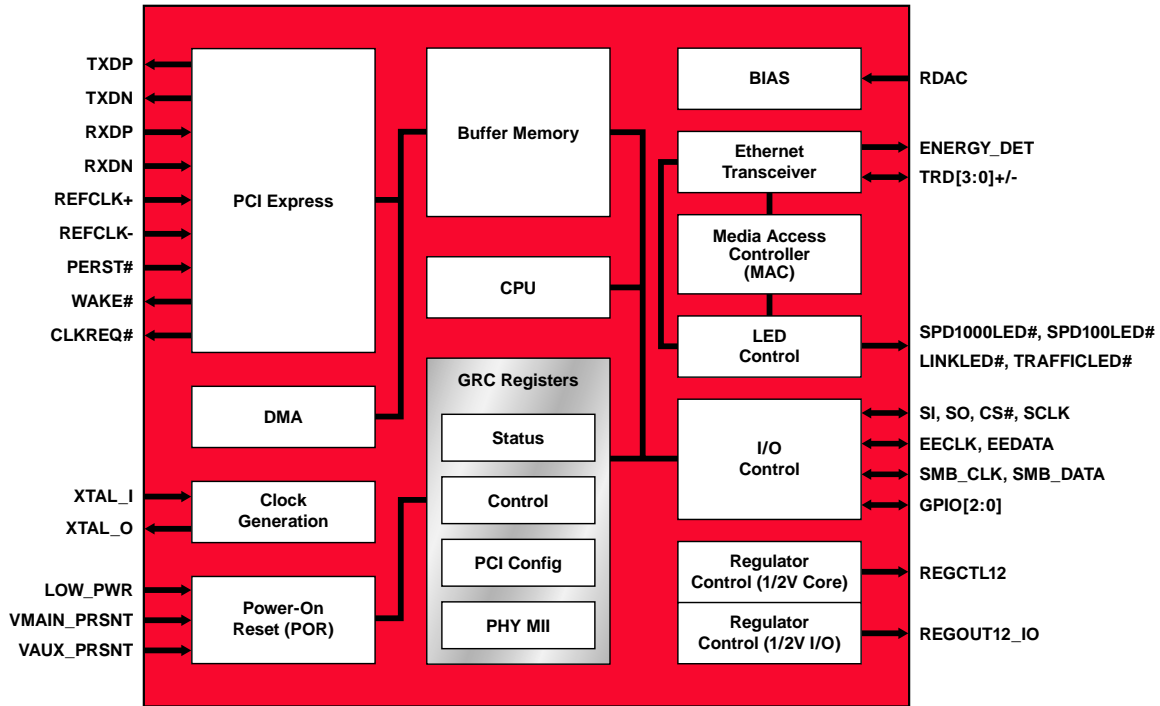 TXDP
TXDN
RXDP
RXDN
REFCLK+
REFCLK-
PERST#
WAKE#
CLKREQ#
XTAL_I
XTAL_O
LOW_PWR
VMAIN_PRSNT
VAUX_PRSNT
PCI Express
DMA
Clock
Generation
Power-On
Reset (POR)
Buffer Memory
CPU
GRC Registers
Status
Control
PCI Config
PHY MII
BIAS
Ethernet
Transceiver
Media Access
Controller
(MAC)
LED
Control
I/O
Control
Regulator
Control (1/2V Core)
Regulator
Control (1/2V I/O)
RDAC
ENERGY_DET
TRD[3:0]+/-
SPD1000LED#, SPD100LED#
LINKLED#, TRAFFICLED#
SI, SO, CS#, SCLK
EECLK, EEDATA
SMB_CLK, SMB_DATA
GPIO[2:0]
REGCTL12
REGOUT12_IO